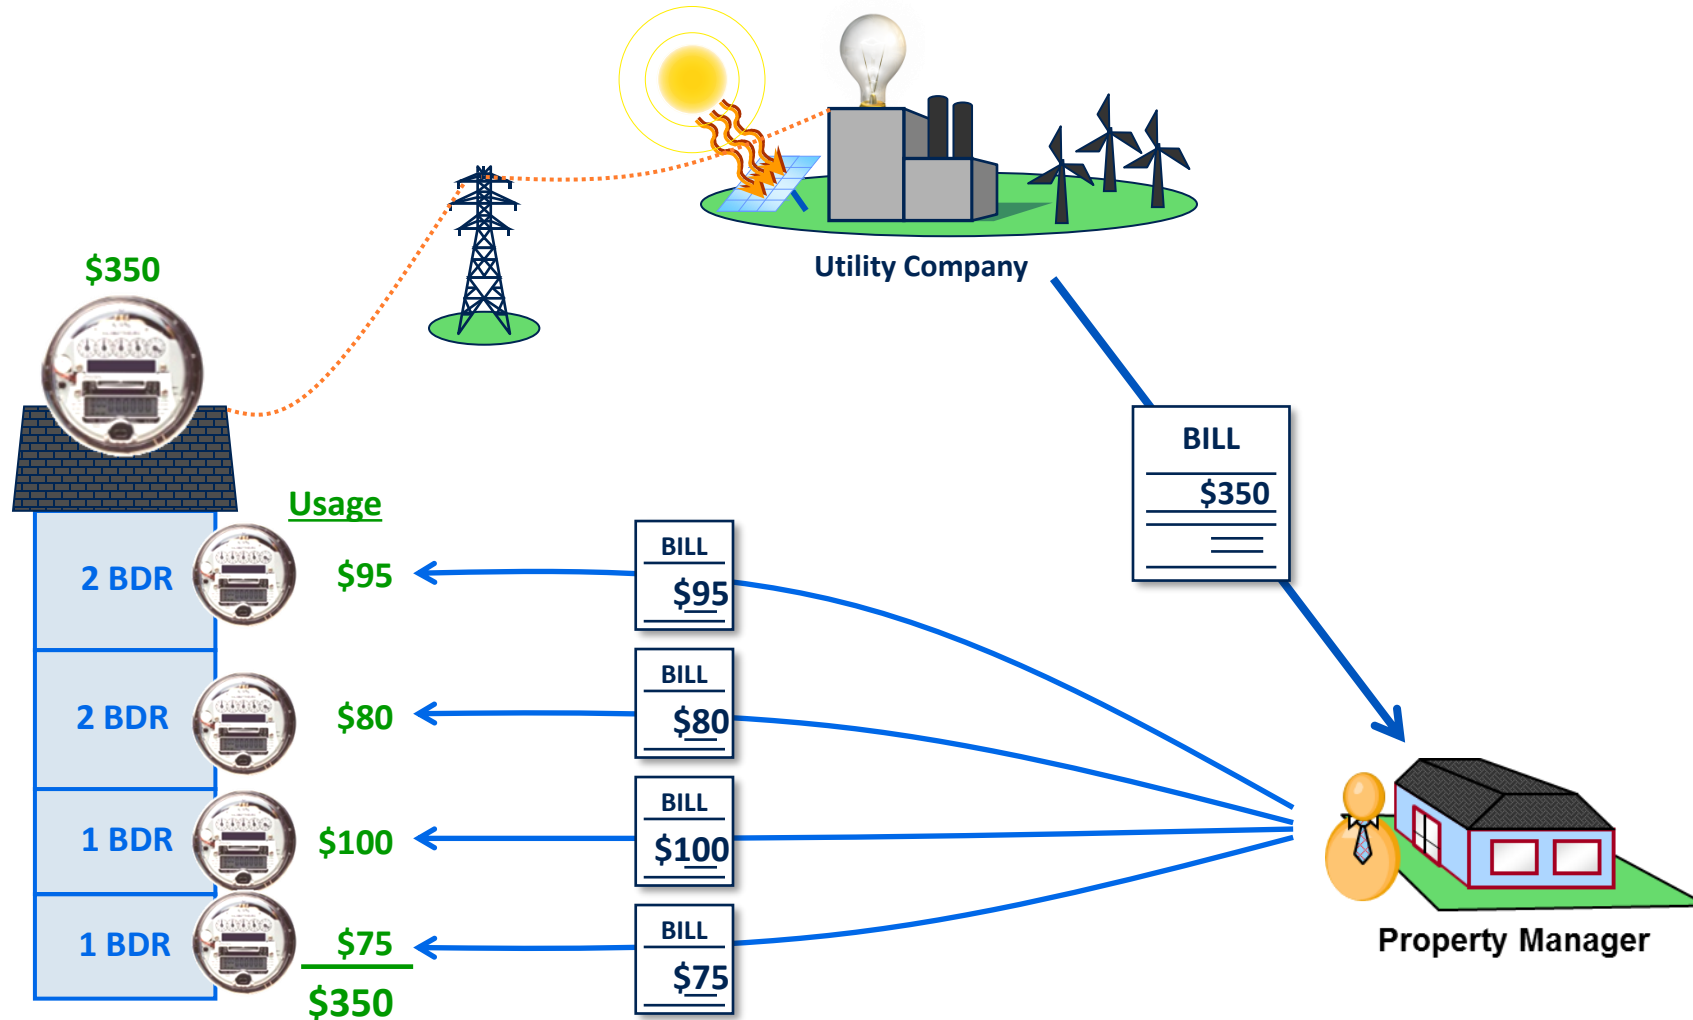 Utility Company
$350
BILL
$350
Usage
2 BDR
$95
BILL
$95
2 BDR
$80
BILL
$80
1 BDR
$100
BILL
$100
1 BDR
$75
BILL
$75
$350
Property Manager